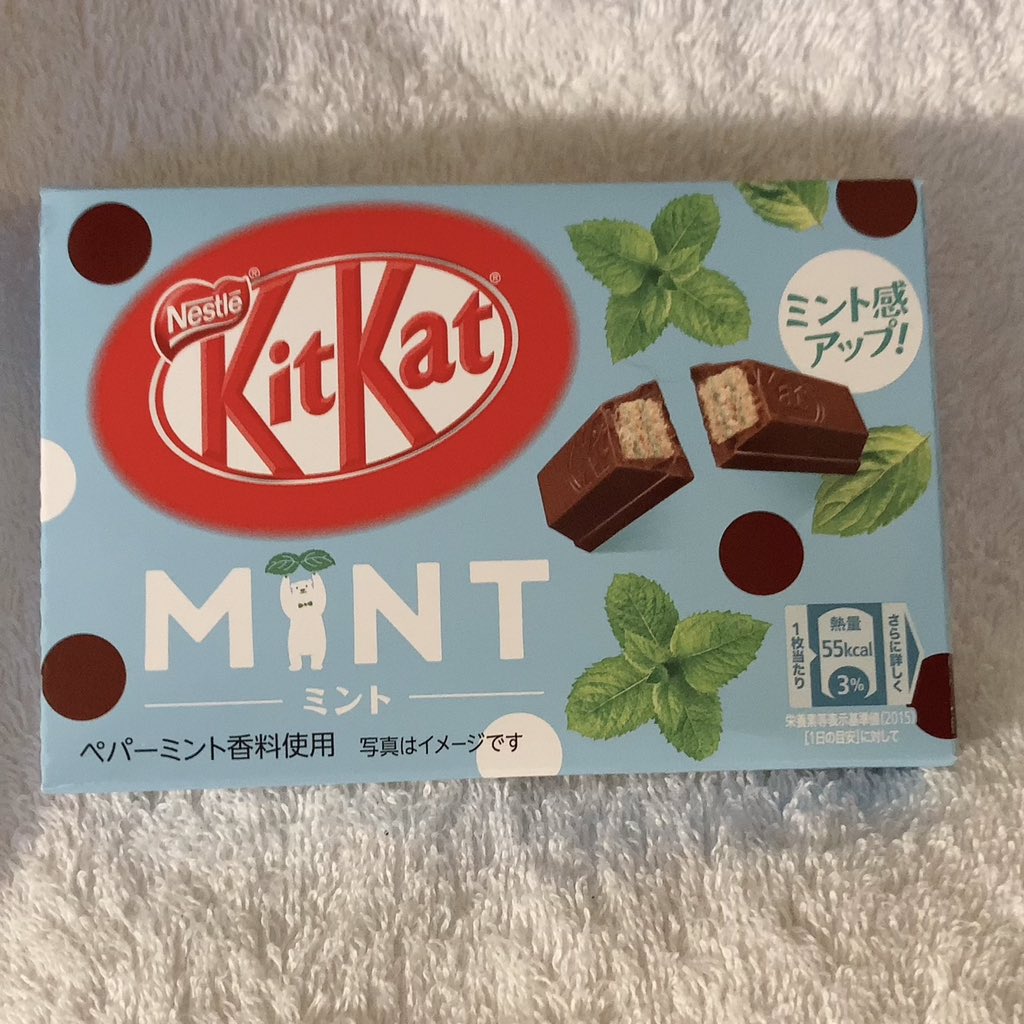 Nestlé®
KitKat®
ミント感
アップ!
MINT
ミント
ペパーミント香料使用 写真はイメージです
1枚当たり
熱量
55kcal
3%
さらに詳しく
栄養素等表示基準値(2015)
[1日の目安]に対して